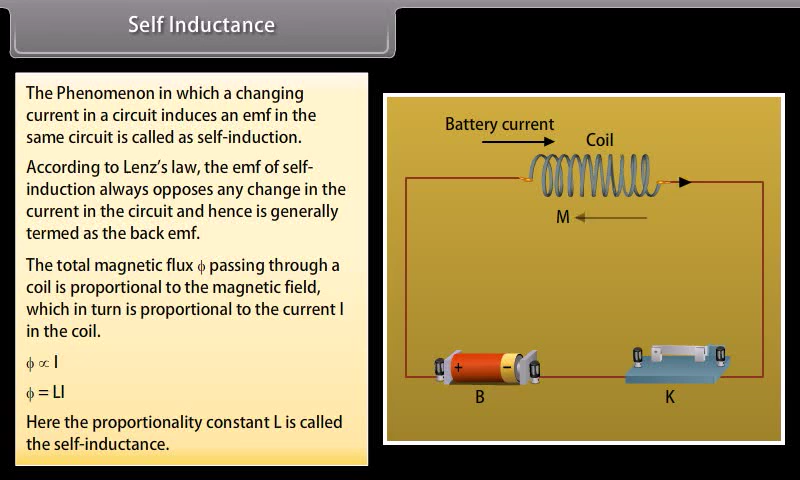 Self Inductance
The Phenomenon in which a changing
current in a circuit induces an emf in the
same circuit is called as self-induction.
According to Lenz’s law, the emf of self-
induction always opposes any change in the
current in the circuit and hence is generally
termed as the back emf.
The total magnetic flux ϕ passing through a
coil is proportional to the magnetic field,
which in turn is proportional to the current I
in the coil.
ϕ ∝ I
ϕ = LI
Here the proportionality constant L is called
the self-inductance.
Battery current
Coil
M
+ −
B
K